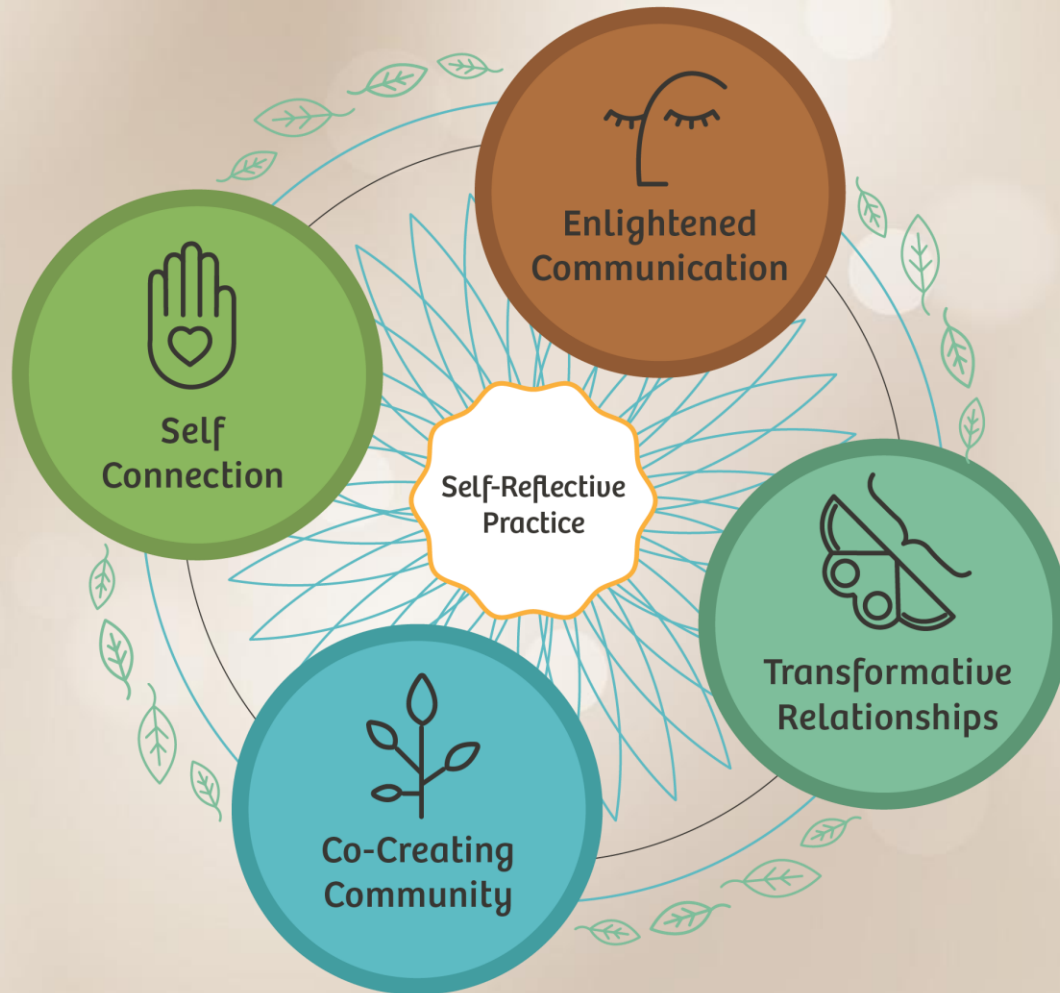 Enlightened
Communication
Self
Connection
Self-Reflective
Practice
Transformative
Relationships
Co-Creating
Community